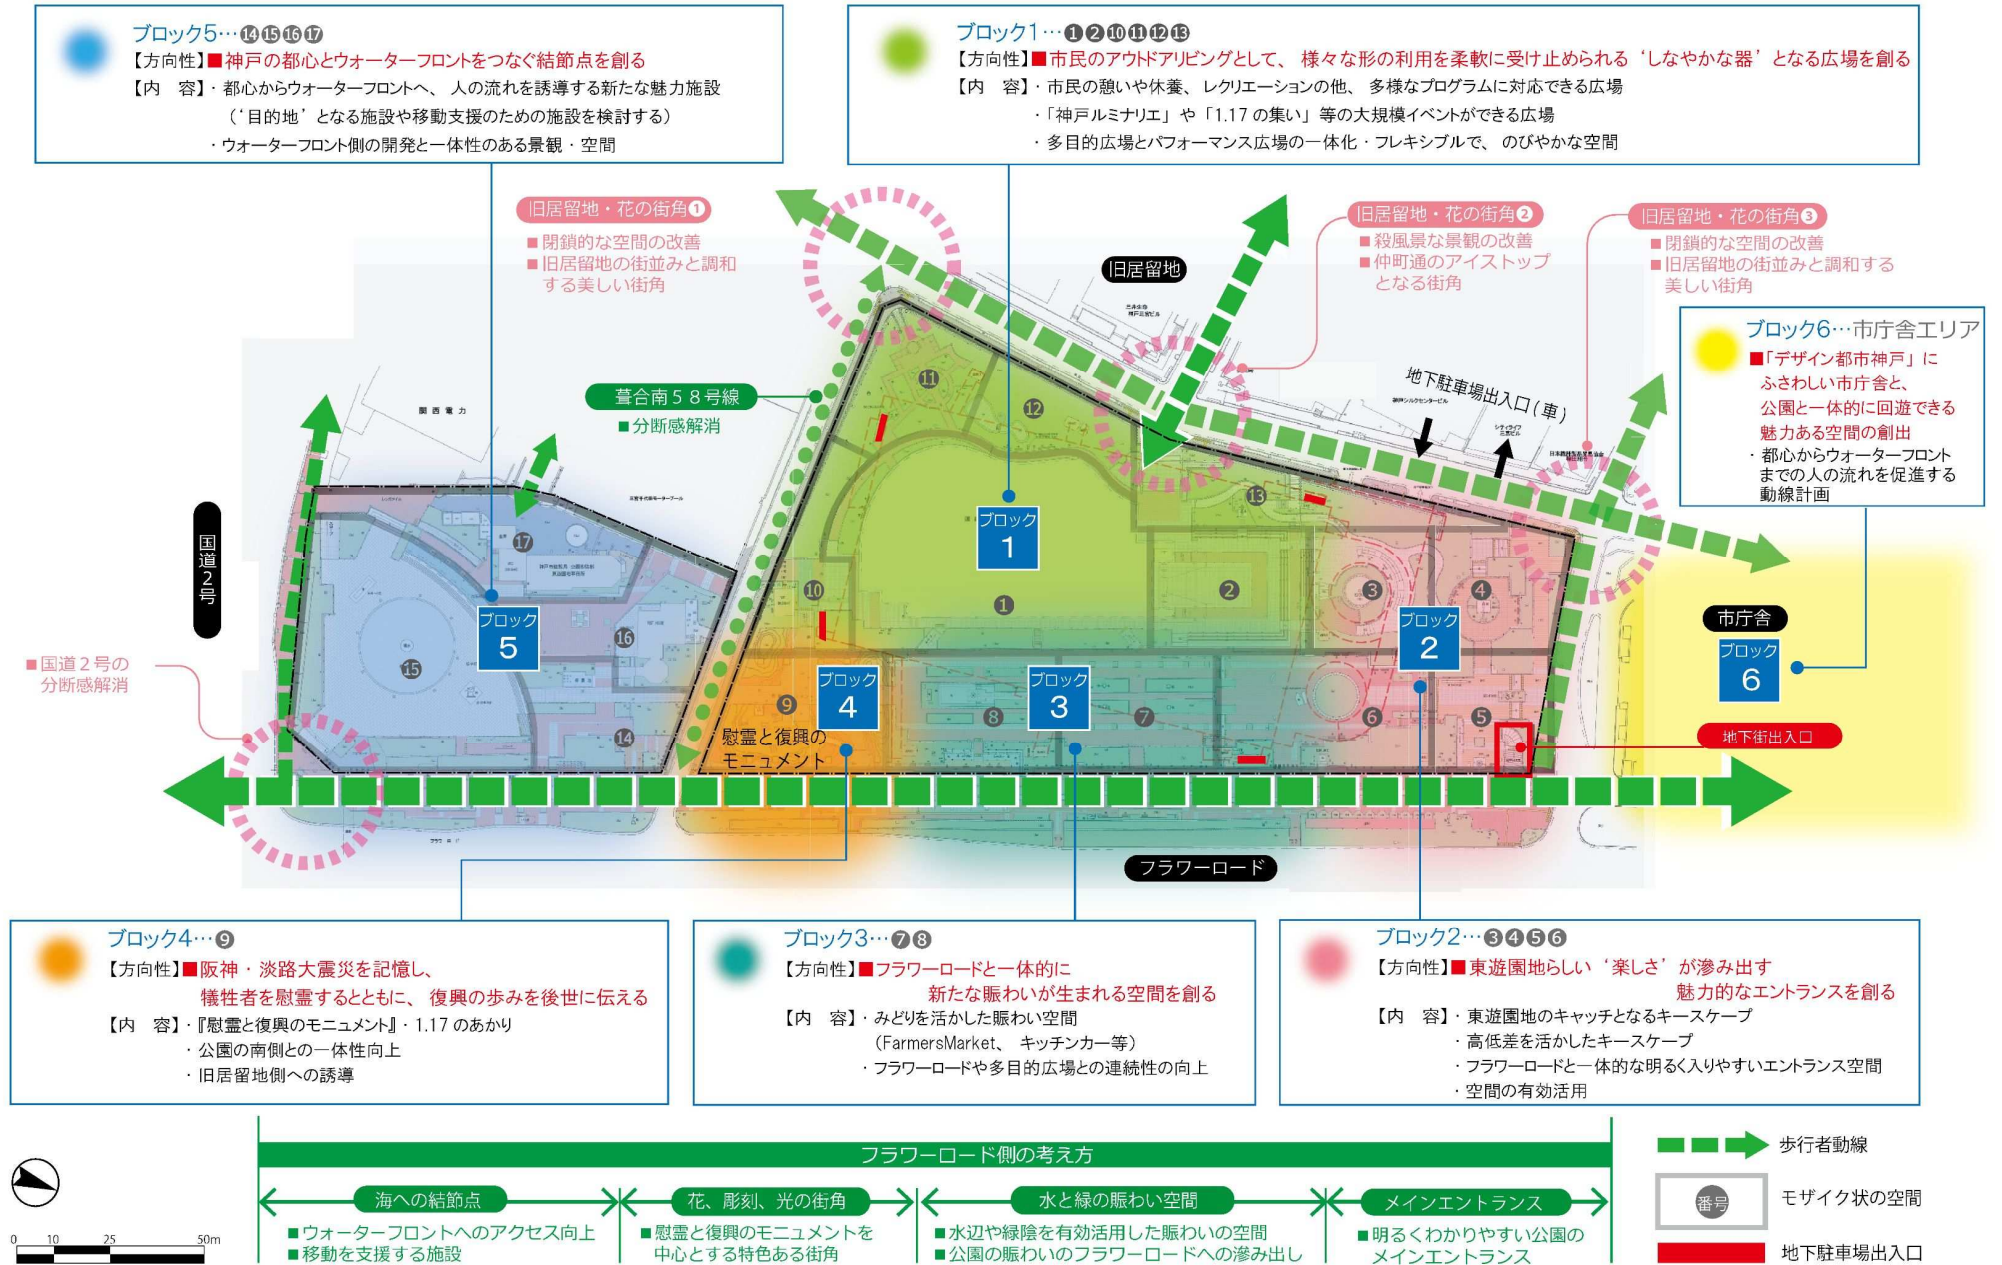 ブロック5…⑭⑮⑯⑰
【方向性】■神戸の都心とウォーターフロントをつなぐ結節点を創る
【内　容】・都心からウォーターフロントへ、人の流れを誘導する新たな魅力施設
（‘目的地’となる施設や移動支援のための施設を検討する）
・ウォーターフロント側の開発と一体性のある景観・空間
ブロック1…❶❷⑩⑪⑫⑬
【方向性】■市民のアウトドアリビングとして、様々な形の利用を柔軟に受け止められる‘しなやかな器’となる広場を創る
【内　容】・市民の憩いや休養、レクリエーションの他、多様なプログラムに対応できる広場
・「神戸ルミナリエ」や「1.17の集い」等の大規模イベントができる広場
・多目的広場とパフォーマンス広場の一体化・フレキシブルで、のびやかな空間
旧居留地・花の街角❶
■閉鎖的な空間の改善
■旧居留地の街並みと調和
する美しい街角
旧居留地
旧居留地・花の街角❷
■殺風景な景観の改善
■仲町通のアイストップ
となる街角
旧居留地・花の街角❸
■閉鎖的な空間の改善
■旧居留地の街並みと調和する
美しい街角
ブロック6…市庁舎エリア
■「デザイン都市神戸」に
ふさわしい市庁舎と、
公園と一体的に回遊できる
魅力ある空間の創出
・都心からウォーターフロント
までの人の流れを促進する
動線計画
地下駐車場出入口（車）
葺合南５８号線
■分断感解消
関西電力
国道2号
■国道２号の
分断感解消
⑪
⑫
⑬
⑩
①
②
③
④
⑤
⑥
⑦
⑧
⑨
⑭
⑮
⑯
⑰
ブロック
1
ブロック
2
ブロック
3
ブロック
4
ブロック
5
市庁舎
ブロック
6
慰霊と復興の
モニュメント
地下街出入口
フラワーロード
ブロック4…❾
【方向性】■阪神・淡路大震災を記憶し、
犠牲者を慰霊するとともに、復興の歩みを後世に伝える
【内　容】・『慰霊と復興のモニュメント』・1.17のあかり
・公園の南側との一体性向上
・旧居留地側への誘導
ブロック3…❼❽
【方向性】■フラワーロードと一体的に
新たな賑わいが生まれる空間を創る
【内　容】・みどりを活かした賑わい空間
（FarmersMarket、キッチンカー等）
・フラワーロードや多目的広場との連続性の向上
ブロック2…❸❹❺❻
【方向性】■東遊園地らしい‘楽しさ’が滲み出す
魅力的なエントランスを創る
【内　容】・東遊園地のキャッチとなるキースケープ
・高低差を活かしたキースケープ
・フラワーロードと一体的な明るく入りやすいエントランス空間
・空間の有効活用
フラワーロード側の考え方
海への結節点
■ウォーターフロントへのアクセス向上
■移動を支援する施設
花、彫刻、光の街角
■慰霊と復興のモニュメントを
中心とする特色ある街角
水と緑の賑わい空間
■水辺や緑陰を有効活用した賑わいの空間
■公園の賑わいのフラワーロードへの滲み出し
メインエントランス
■明るくわかりやすい公園の
メインエントランス
歩行者動線
番号
モザイク状の空間
地下駐車場出入口
0 10 25 50m